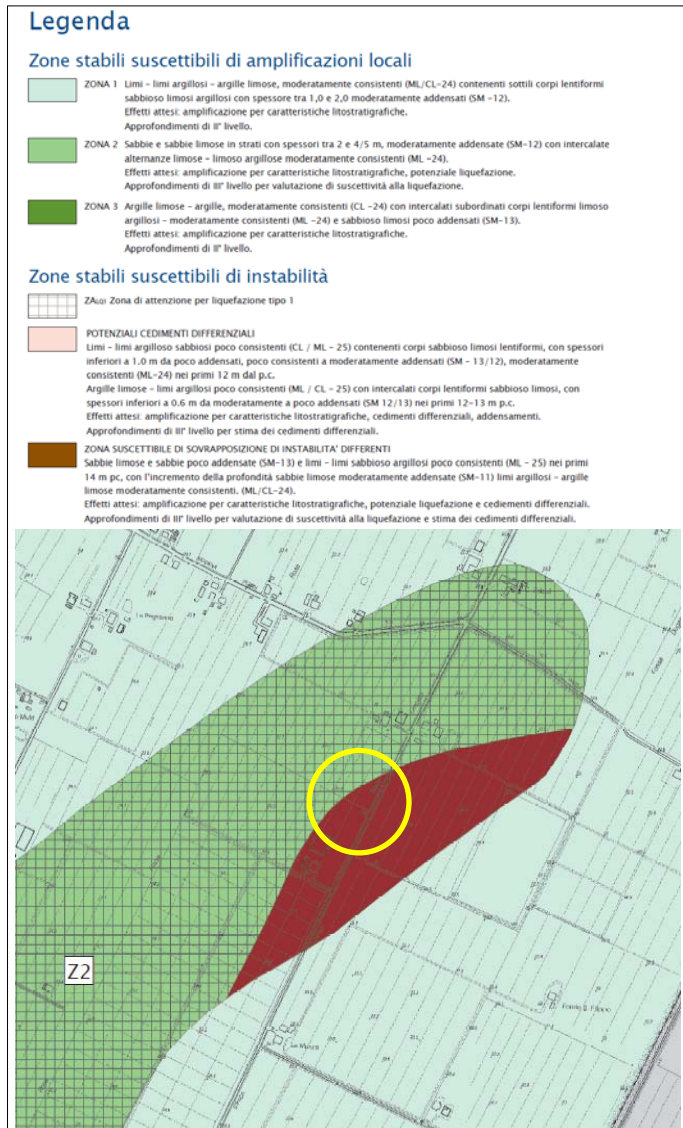 Legenda
Zone stabili suscettibili di amplificazioni locali
ZONA 1 Limi – limi argillosi – argille limose, moderatamente consistenti (ML/CL-24) contenenti sottili corpi lentiformi
sabbioso limosi argillosi con spessore tra 1,0 e 2,0 moderatamente addensati (SM -12).
Effetti attesi: amplificazione per caratteristiche litostratigrafiche.
Approfondimenti di II° livello.
ZONA 2 Sabbie e sabbie limose in strati con spessori tra 2 e 4/5 m, moderatamente addensate (SM-12) con intercalate
alternanze limose – limoso argillose moderatamente consistenti (ML -24).
Effetti attesi: amplificazione per caratteristiche litostratigrafiche, potenziale liquefazione.
Approfondimenti di III° livello per valutazione di suscettività alla liquefazione.
ZONA 3 Argille limose – argille, moderatamente consistenti (CL -24) con intercalati subordinati corpi lentiformi limoso
argillosi – moderatamente consistenti (ML -24) e sabbioso limosi poco addensati (SM-13).
Effetti attesi: amplificazione per caratteristiche litostratigrafiche.
Approfondimenti di II° livello.
Zone stabili suscettibili di instabilità
ZALQ1 Zona di attenzione per liquefazione tipo 1
POTENZIALI CEDIMENTI DIFFERENZIALI
Limi – limi argilloso sabbiosi poco consistenti (CL / ML – 25) contenenti corpi sabbioso limosi lentiformi, con spessori
inferiori a 1.0 m da poco addensati, poco consistenti a moderatamente addensati (SM – 13/12), moderatamente
consistenti (ML-24) nei primi 12 m dal p.c.
Argille limose – limi argillosi poco consistenti (ML / CL – 25) con intercalati corpi lentiformi sabbioso limosi, con
spessori inferiori a 0.6 m da moderatamente a poco addensati (SM 12/13) nei primi 12-13 m p.c.
Effetti attesi: amplificazione per caratteristiche litostratigrafiche, cedimenti differenziali, addensamenti.
Approfondimenti di III° livello per stima dei cedimenti differenziali.
ZONA SUSCETTIBILE DI SOVRAPPOSIZIONE DI INSTABILITA' DIFFERENTI
Sabbie limose e sabbie poco addensate (SM-13) e limi – limi sabbioso argillosi poco consistenti (ML – 25) nei primi
14 m pc, con l'incremento della profondità sabbie limose moderatamente addensate (SM-11) limi argillosi – argille
limose moderatamente consistenti. (ML/CL-24).
Effetti attesi: amplificazione per caratteristiche litostratigrafiche, potenziale liquefazione e cediementi differenziali.
Approfondimenti di III° livello per valutazione di suscettività alla liquefazione e stima dei cedimenti differenziali.
Z2